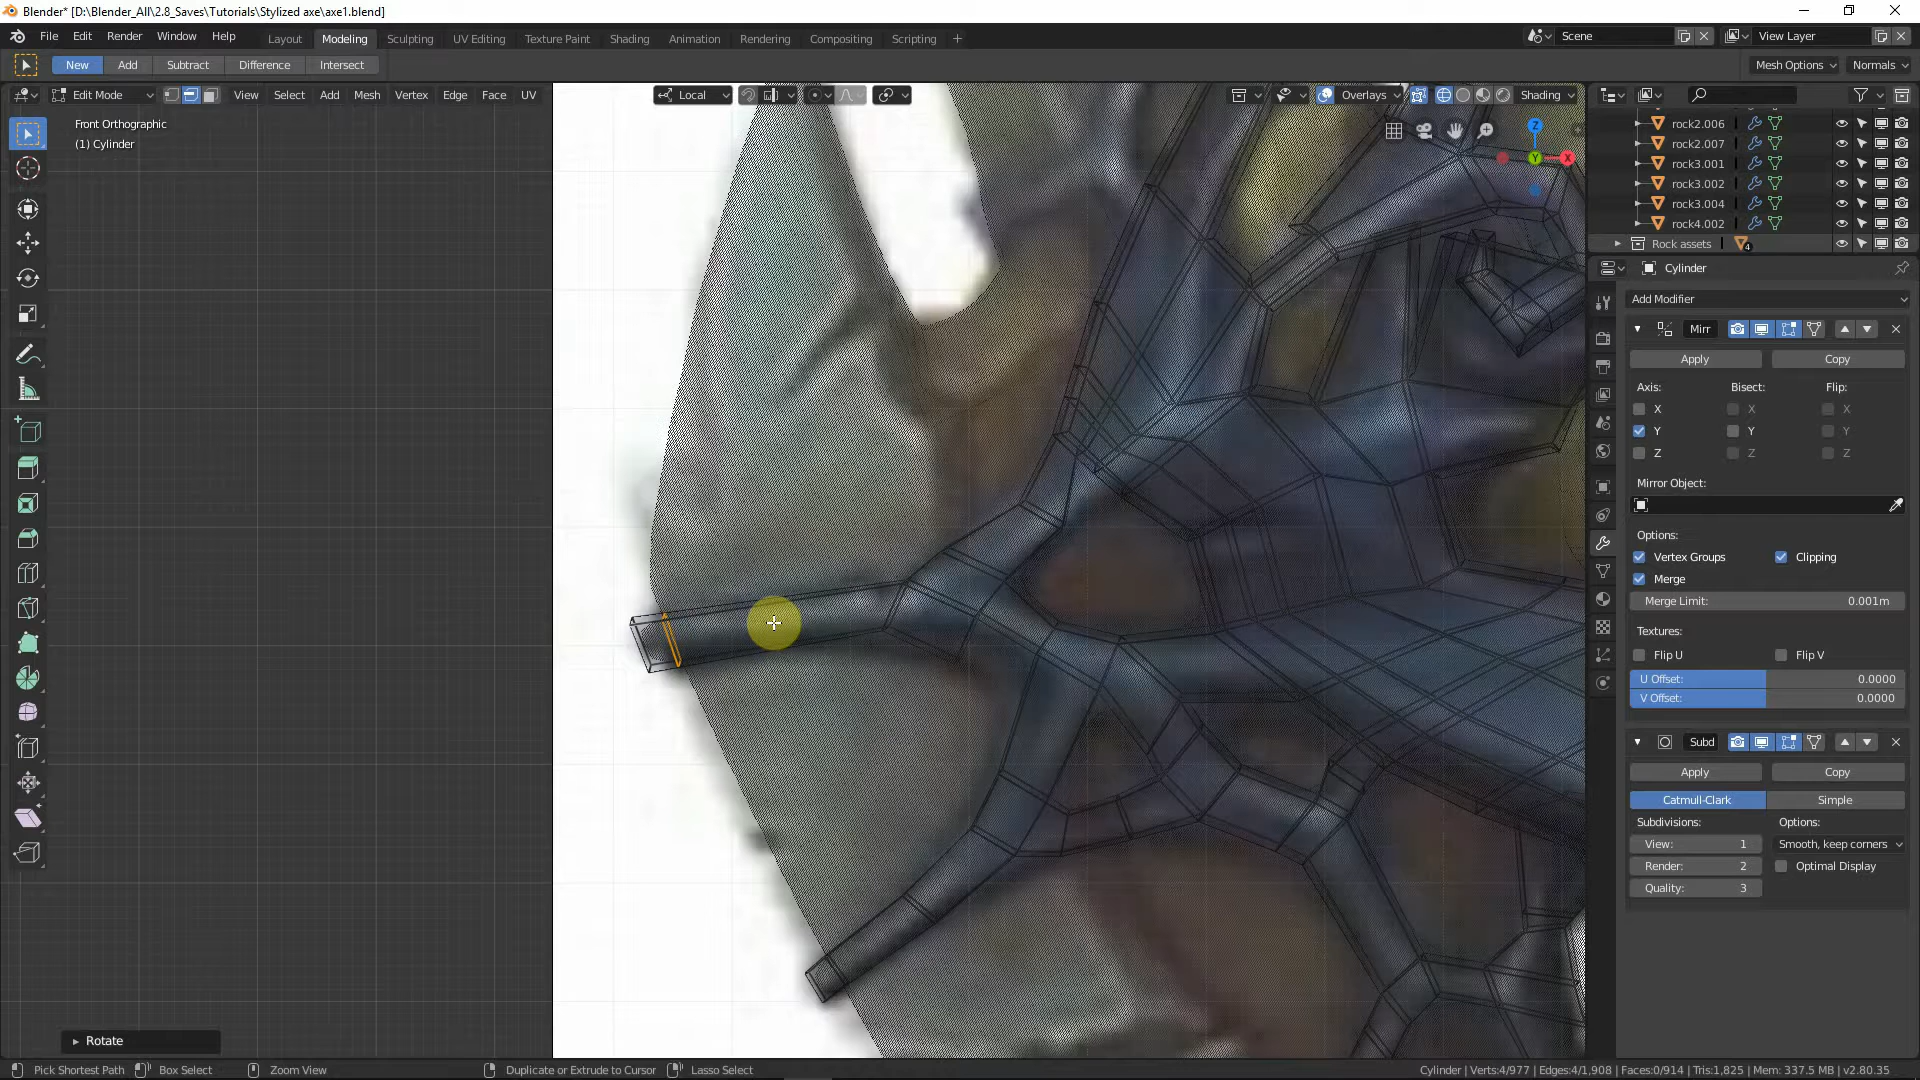 Blender* [D:\Blender_All\2.8_Saves\Tutorials\Stylized axe\axe1.blend]
File Edit Render Window Help Layout Modeling Sculpting UV Editing Texture Paint Shading Animation Rendering Compositing Scripting + Scene View Layer
New Add Subtract Difference Intersect Mesh Options Normals
Edit Mode View Select Add Mesh Vertex Edge Face UV Local Overlays Shading
Front Orthographic
(1) Cylinder
Z
Y
X
rock2.006
rock2.007
rock3.001
rock3.002
rock3.004
rock4.002
Rock assets 4
Cylinder
Add Modifier
Mirr
Apply Copy
Axis: Bisect: Flip:
X X X
Y Y Y
Z Z Z
Mirror Object:
Options:
Vertex Groups Clipping
Merge
Merge Limit: 0.001m
Textures:
Flip U Flip V
U Offset: 0.0000
V Offset: 0.0000
Subd
Apply Copy
Catmull-Clark Simple
Subdivisions: Options:
View: 1 Smooth, keep corners
Render: 2 Optimal Display
Quality: 3
Rotate
Pick Shortest Path Box Select Zoom View Duplicate or Extrude to Cursor Lasso Select Cylinder | Verts:4/977 | Edges:4/1,908 | Faces:0/914 | Tris:1,825 | Mem: 337.5 MB | v2.80.35